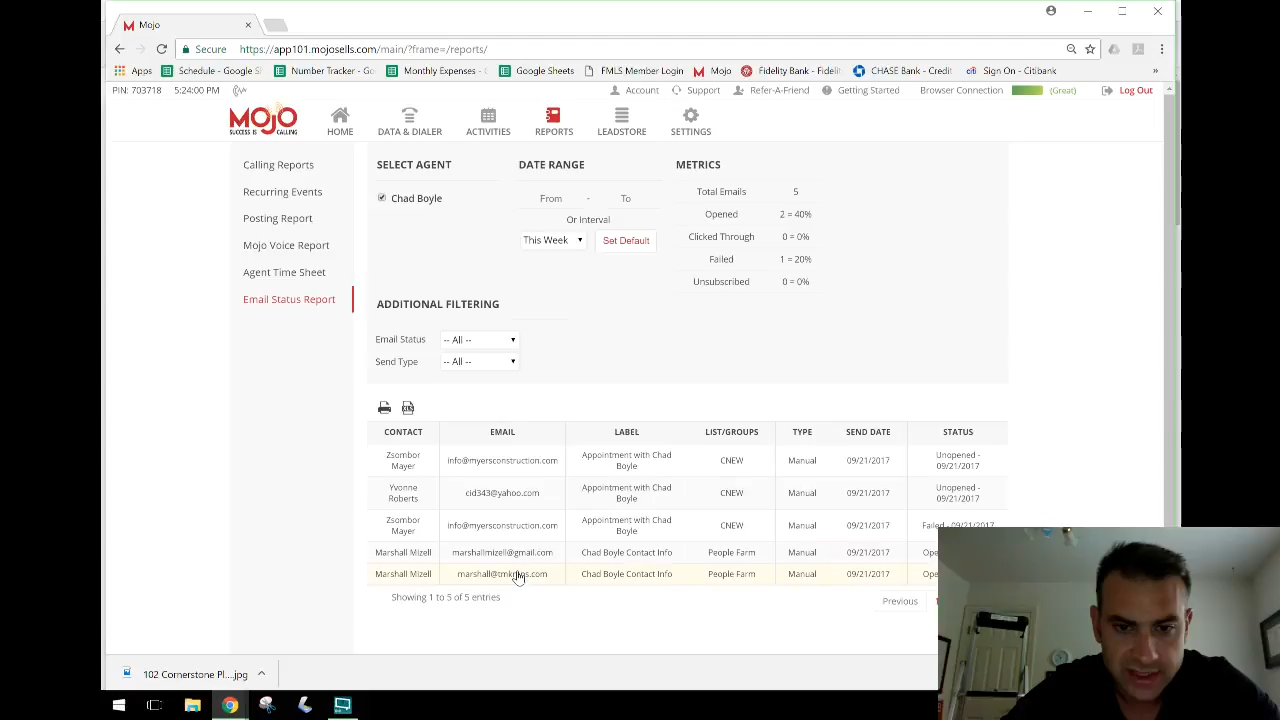 Mojo
Secure https://app101.mojosells.com/main/?frame=/reports/
Apps Schedule - Google S Number Tracker - Go Monthly Expenses - Google Sheets FMLS Member Login Mojo Fidelity Bank - Fideli CHASE Bank - Credit Sign On - Citibank »
PIN: 703718 5:24:00 PM Account Support Refer-A-Friend Getting Started Browser Connection (Great) Log Out
MOJO
SUCCESS IS CALLING
HOME DATA & DIALER ACTIVITIES REPORTS LEADSTORE SETTINGS
Calling Reports
Recurring Events
Posting Report
Mojo Voice Report
Agent Time Sheet
Email Status Report
SELECT AGENT DATE RANGE METRICS
Chad Boyle From - To
Or Interval
This Week Set Default
Total Emails 5
Opened 2 = 40%
Clicked Through 0 = 0%
Failed 1 = 20%
Unsubscribed 0 = 0%
ADDITIONAL FILTERING
Email Status -- All --
Send Type -- All --
XLS
CONTACT EMAIL LABEL LIST/GROUPS TYPE SEND DATE STATUS
Zsombor Mayer info@myersconstruction.com Appointment with Chad Boyle CNEW Manual 09/21/2017 Unopened - 09/21/2017
Yvonne Roberts cid343@yahoo.com Appointment with Chad Boyle CNEW Manual 09/21/2017 Unopened - 09/21/2017
Zsombor Mayer info@myersconstruction.com Appointment with Chad Boyle CNEW Manual 09/21/2017 Failed - 09/21/2017
Marshall Mizell marshallmizell@gmail.com Chad Boyle Contact Info People Farm Manual 09/21/2017 Ope
Marshall Mizell Chad Boyle Contact Info People Farm Manual 09/21/2017 Ope
Showing 1 to 5 of 5 entries
Previous 1
102 Cornerstone Pl....jpg